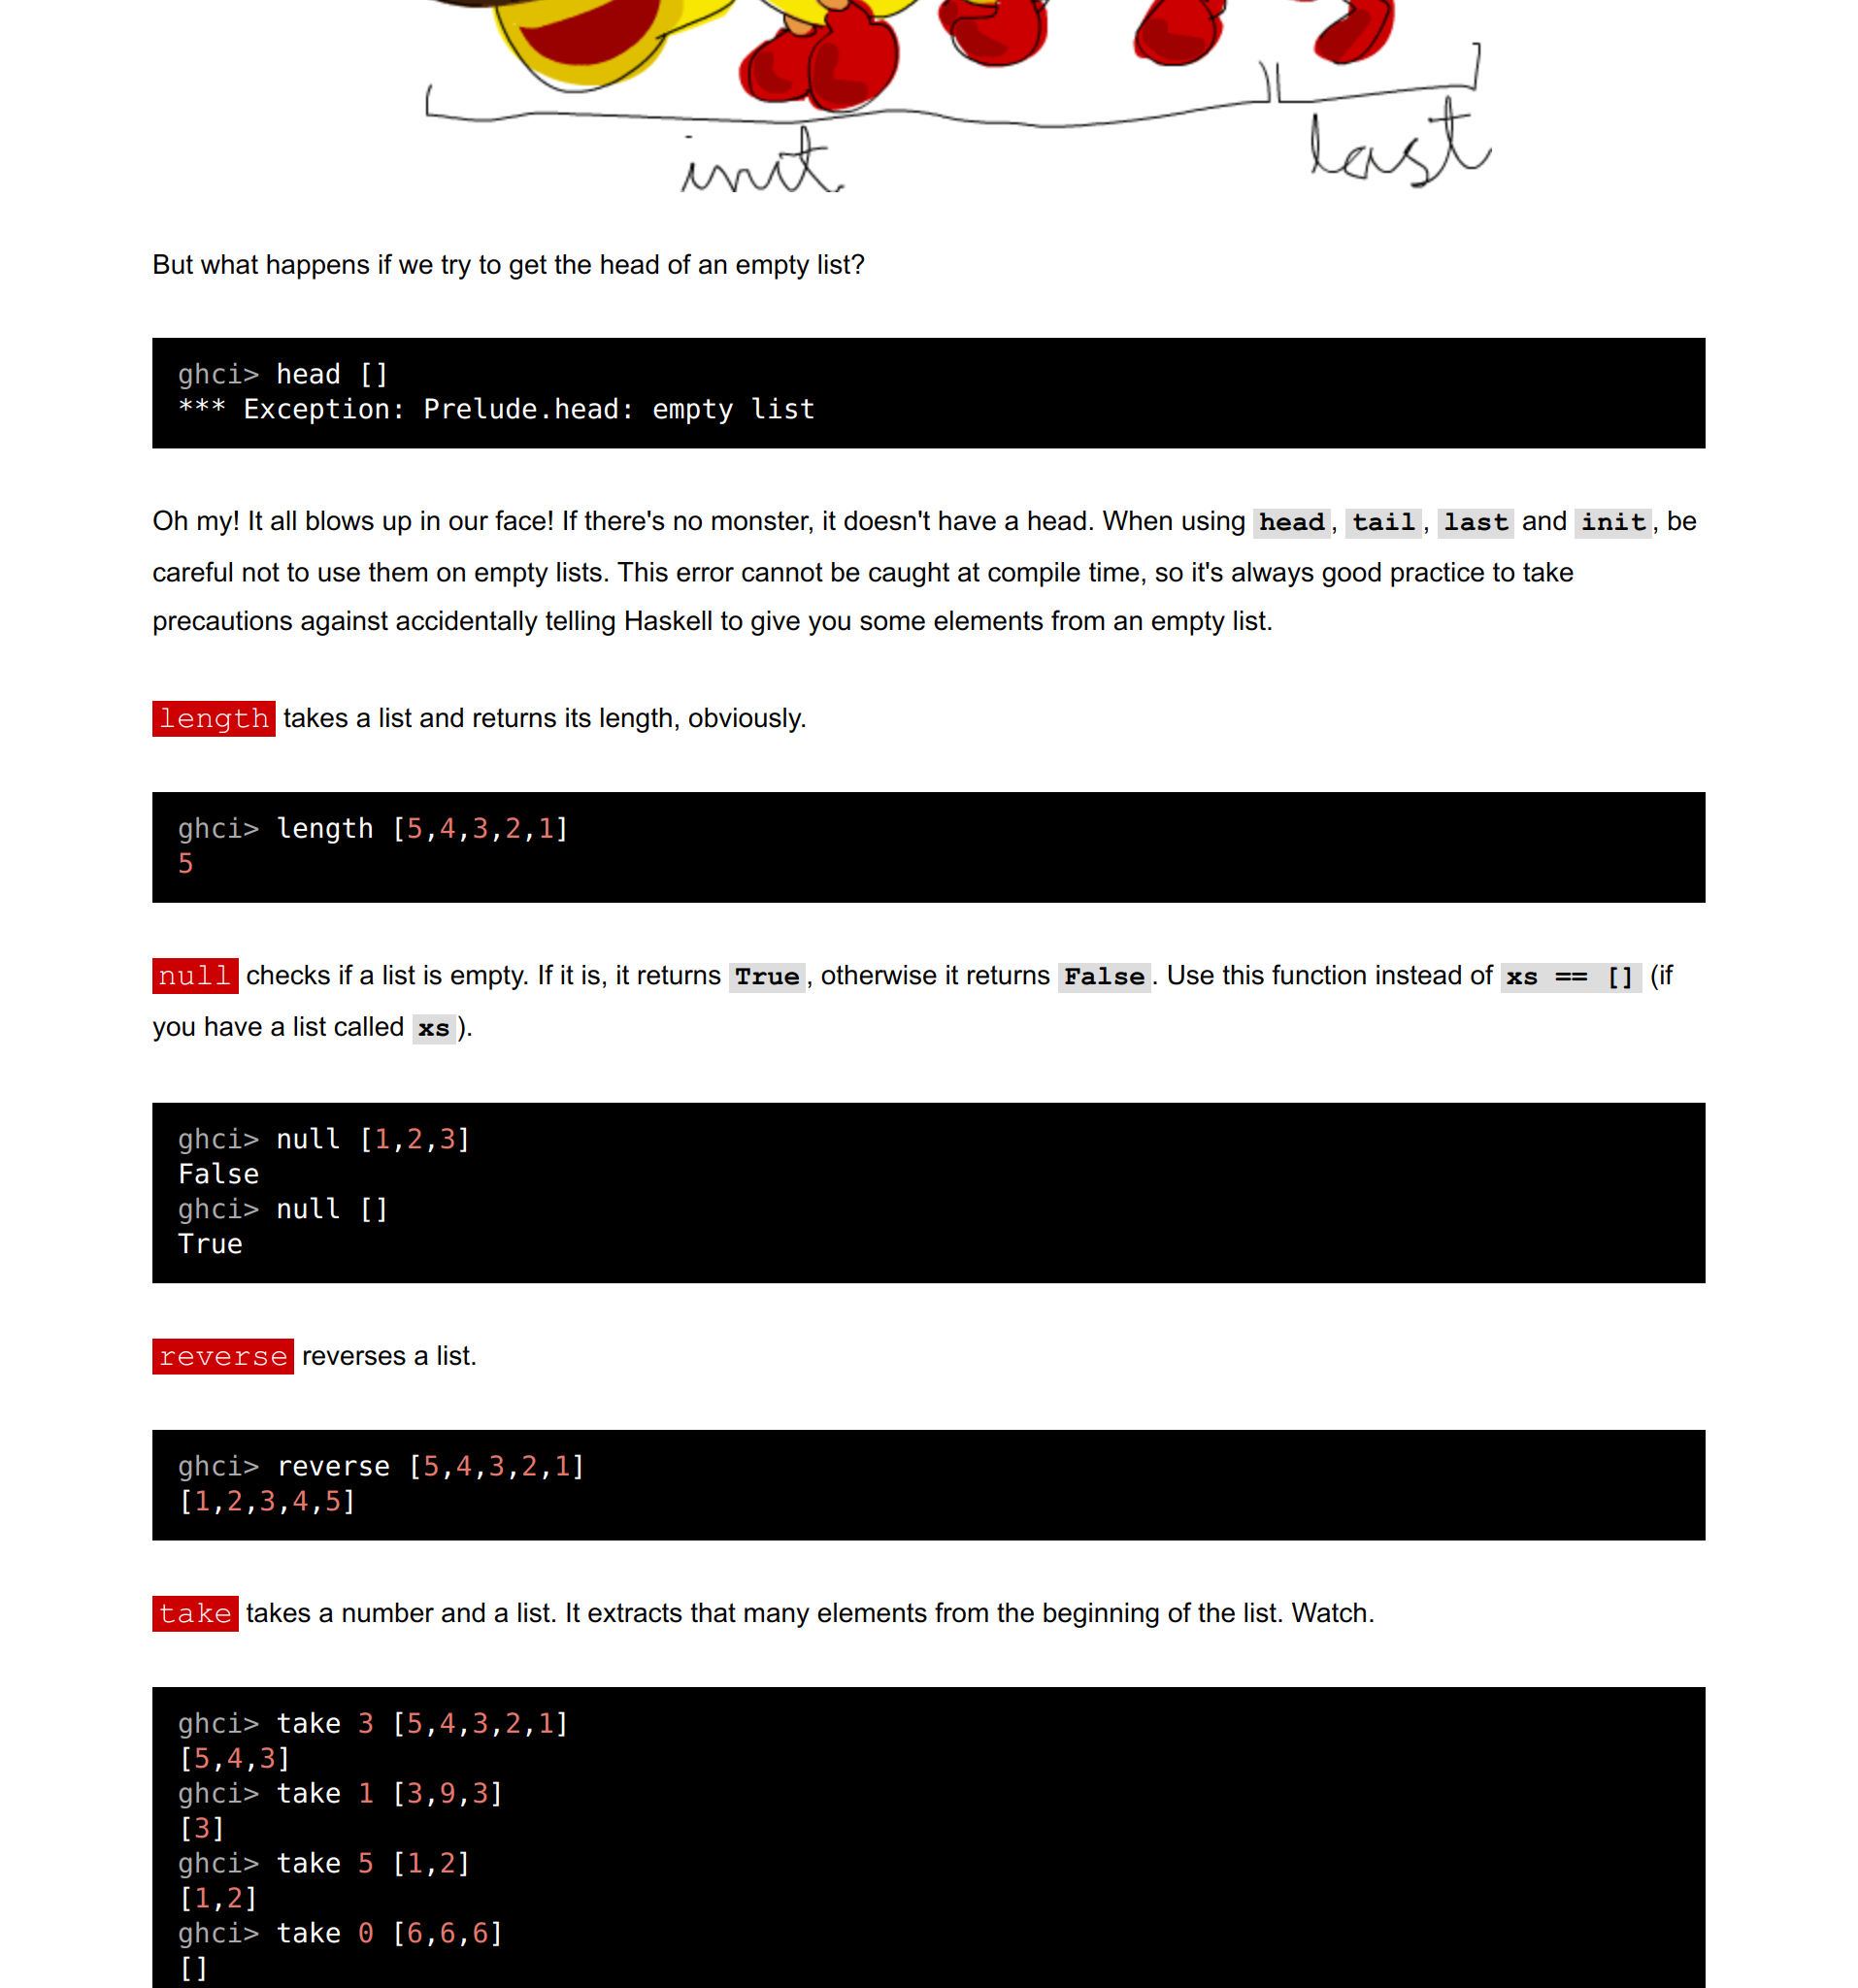 init last
But what happens if we try to get the head of an empty list?
ghci> head []
*** Exception: Prelude.head: empty list
Oh my! It all blows up in our face! If there's no monster, it doesn't have a head. When using head, tail, last and init, be
careful not to use them on empty lists. This error cannot be caught at compile time, so it's always good practice to take
precautions against accidentally telling Haskell to give you some elements from an empty list.
length takes a list and returns its length, obviously.
ghci> length [5,4,3,2,1]
5
null checks if a list is empty. If it is, it returns True, otherwise it returns False. Use this function instead of xs == [] (if
you have a list called xs).
ghci> null [1,2,3]
False
ghci> null []
True
reverse reverses a list.
ghci> reverse [5,4,3,2,1]
[1,2,3,4,5]
take takes a number and a list. It extracts that many elements from the beginning of the list. Watch.
ghci> take 3 [5,4,3,2,1]
[5,4,3]
ghci> take 1 [3,9,3]
[3]
ghci> take 5 [1,2]
[1,2]
ghci> take 0 [6,6,6]
[]